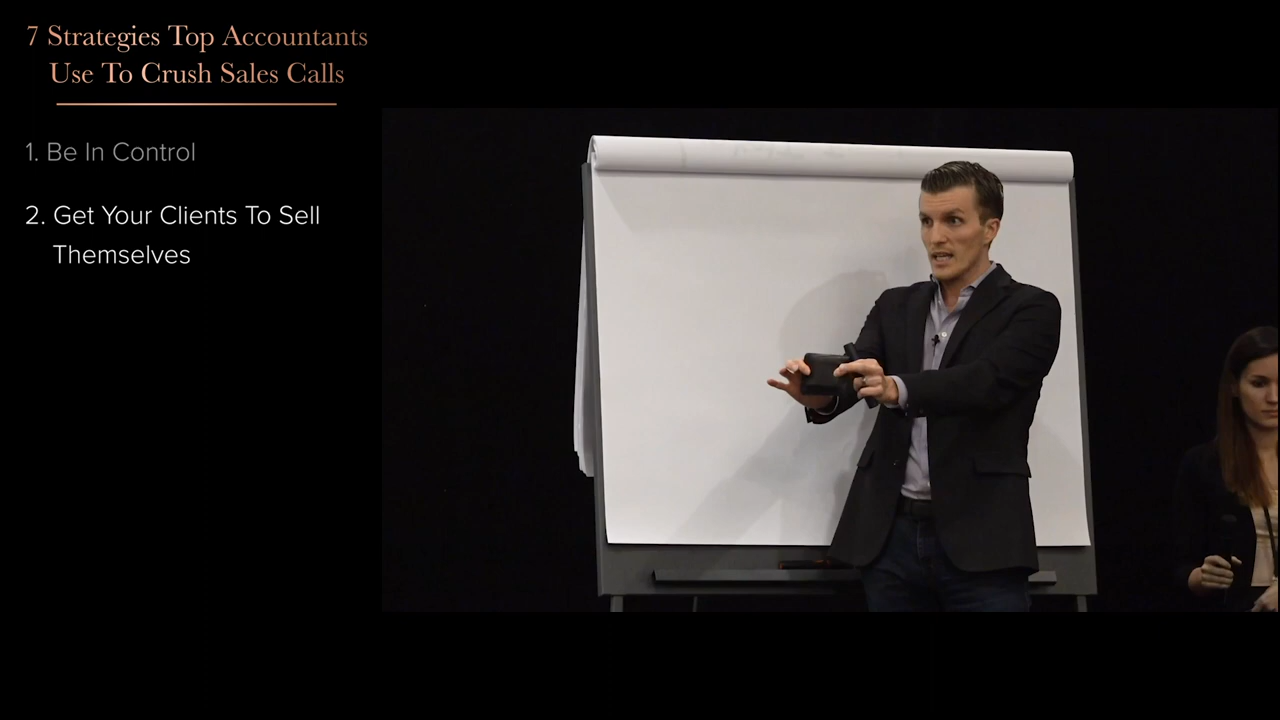 7 Strategies Top Accountants
Use To Crush Sales Calls
1. Be In Control
2. Get Your Clients To Sell
Themselves